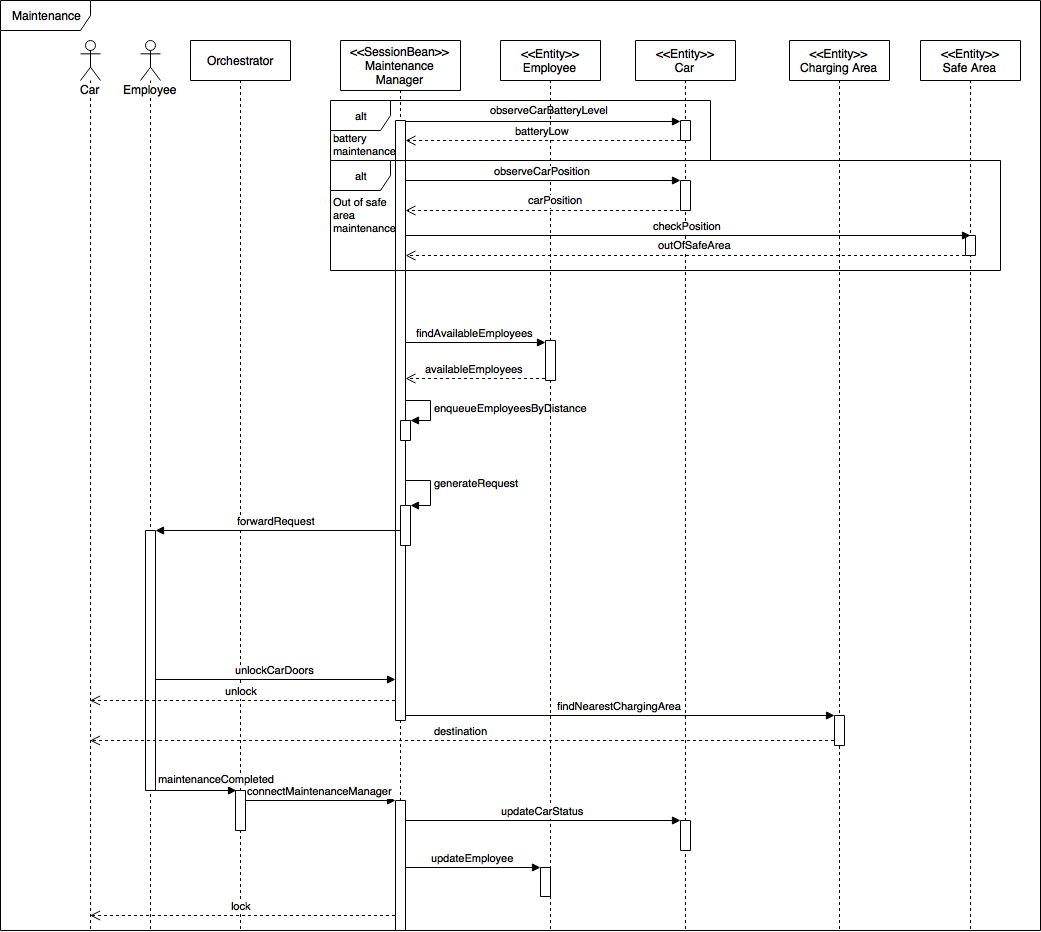 Maintenance
Car
Employee
Orchestrator
<<SessionBean>>
Maintenance
Manager
<<Entity>>
Employee
<<Entity>>
Car
<<Entity>>
Charging Area
<<Entity>>
Safe Area
alt
battery
maintenance
observeCarBatteryLevel
batteryLow
alt
Out of safe
area
maintenance
observeCarPosition
carPosition
checkPosition
outOfSafeArea
findAvailableEmployees
availableEmployees
enqueueEmployeesByDistance
generateRequest
forwardRequest
unlockCarDoors
unlock
findNearestChargingArea
destination
maintenanceCompleted
connectMaintenanceManager
updateCarStatus
updateEmployee
lock